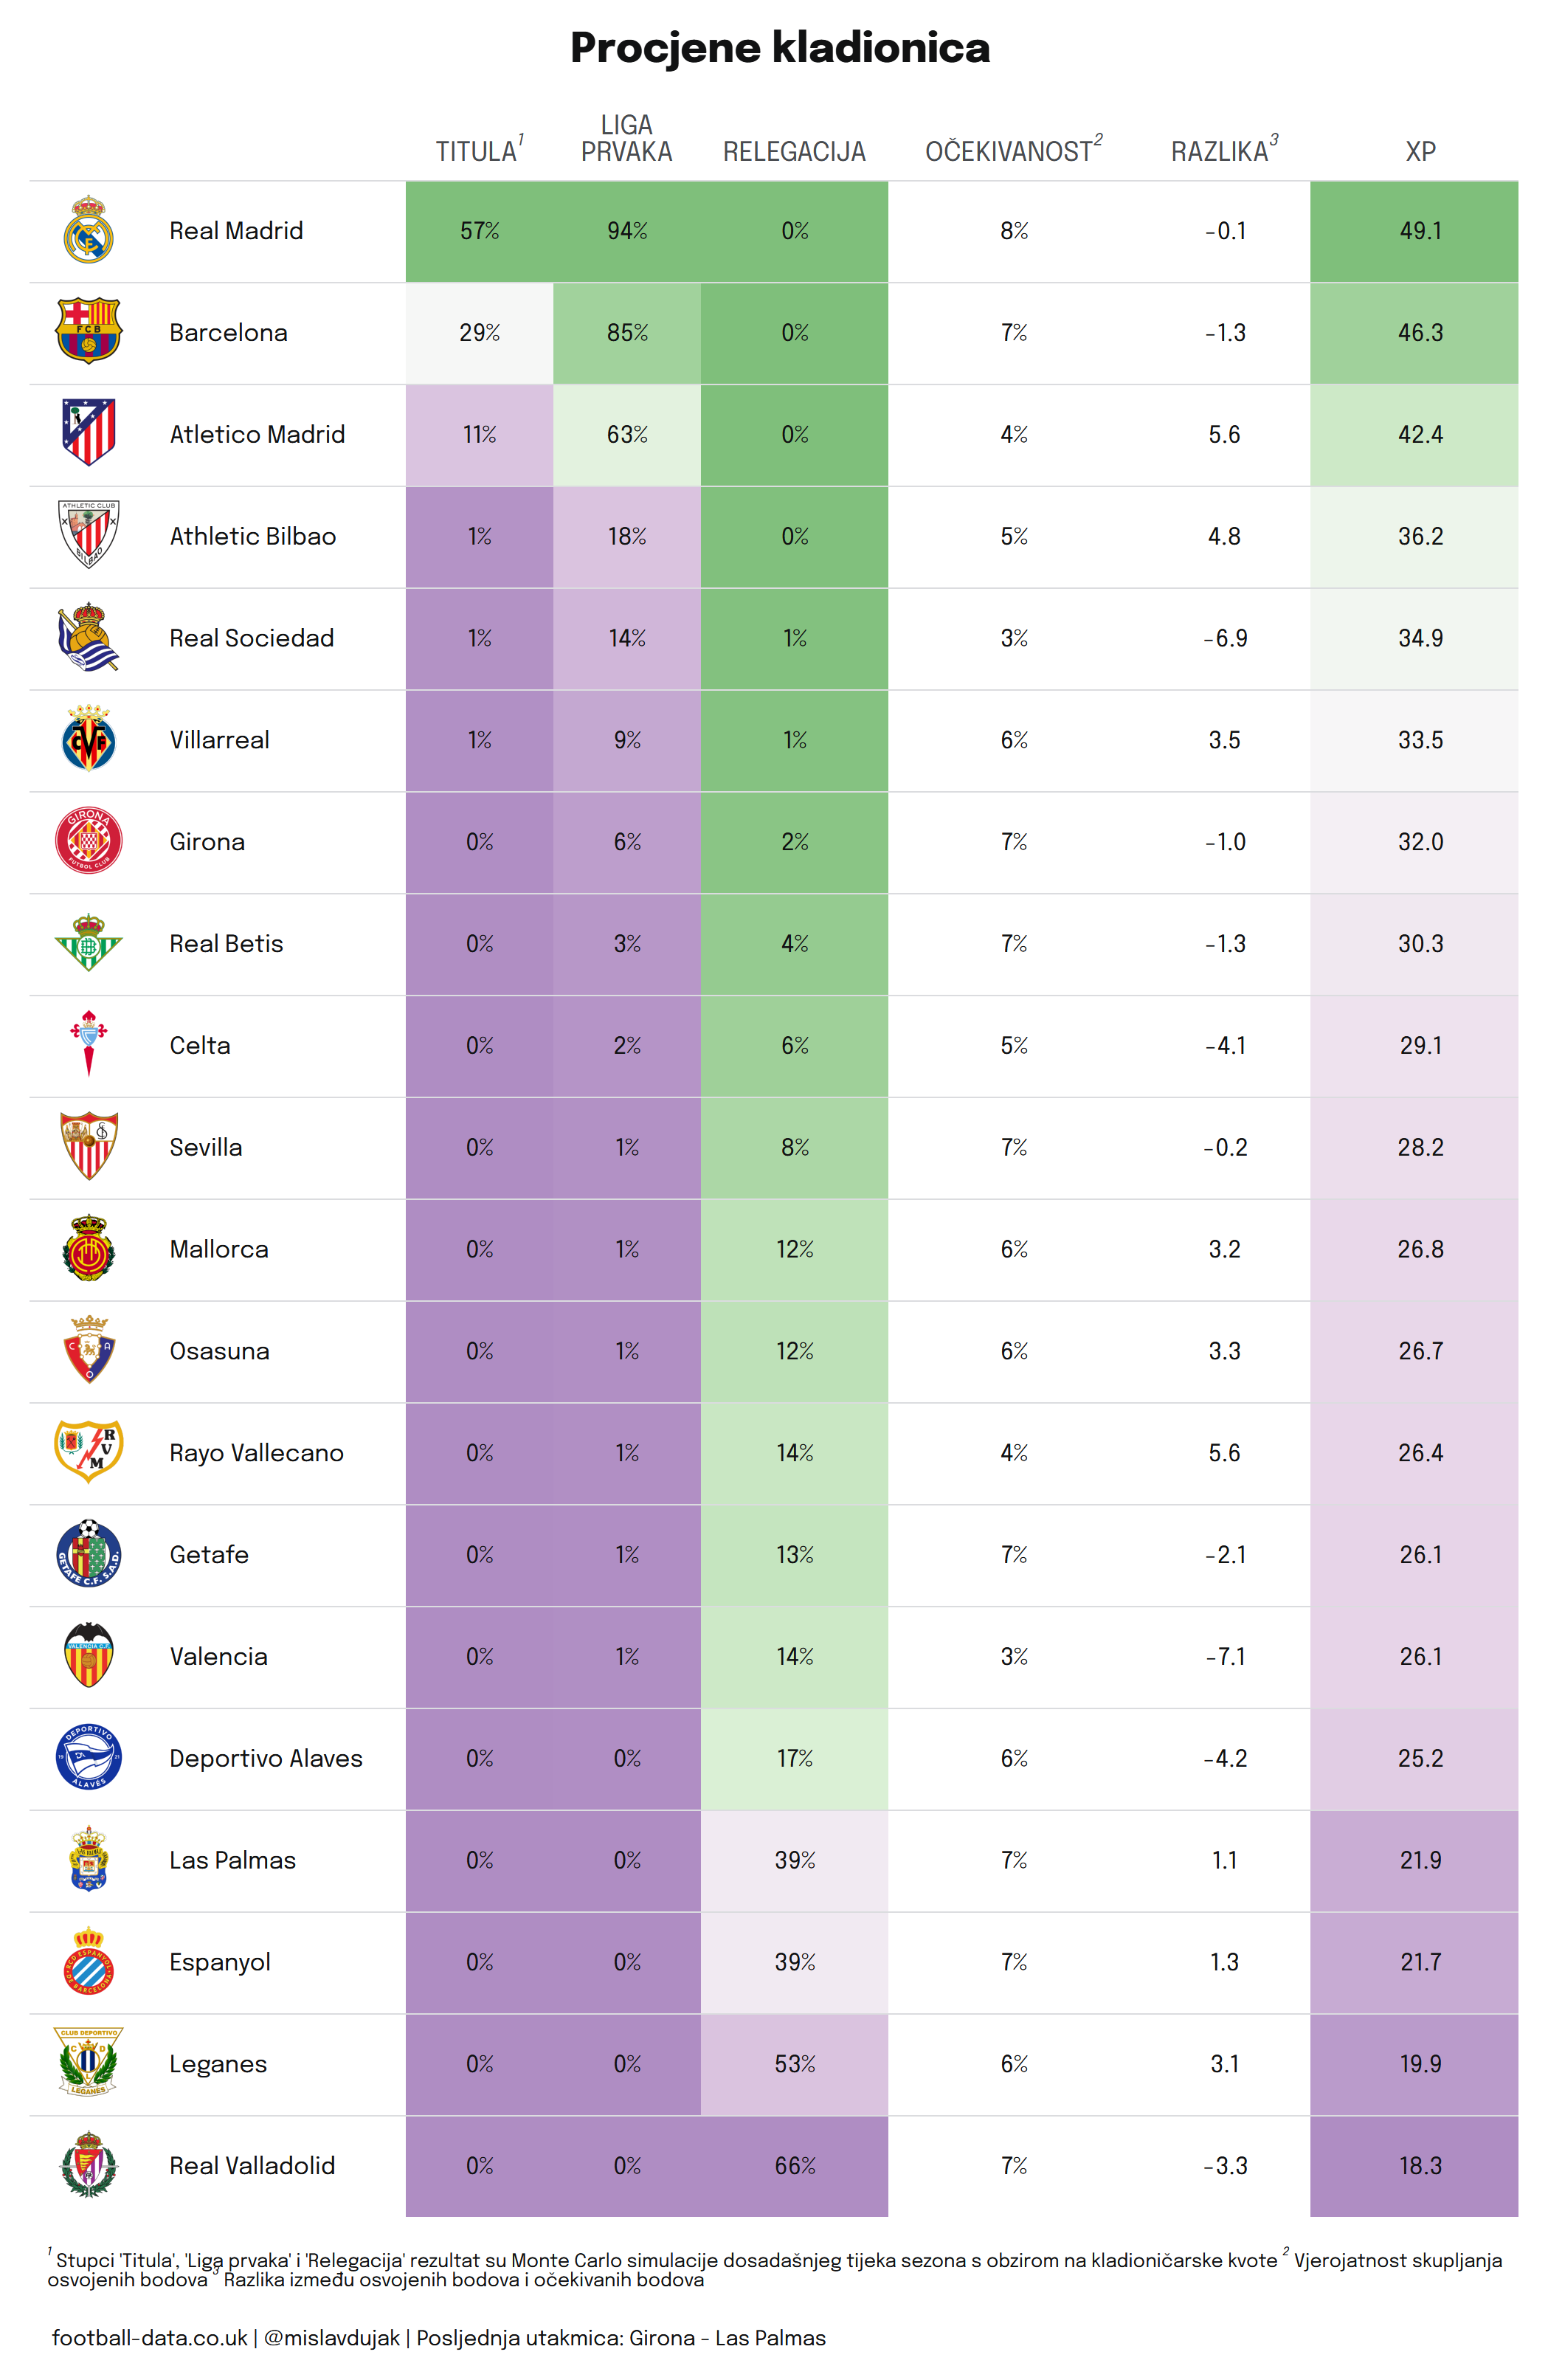 Procjene kladionica
TITULA1 LIGA PRVAKA RELEGACIJA OČEKIVANOST2 RAZLIKA3 XP
Real Madrid 57% 94% 0% 8% -0.1 49.1
Barcelona 29% 85% 0% 7% -1.3 46.3
Atletico Madrid 11% 63% 0% 4% 5.6 42.4
Athletic Bilbao 1% 18% 0% 5% 4.8 36.2
Real Sociedad 1% 14% 1% 3% -6.9 34.9
Villarreal 1% 9% 1% 6% 3.5 33.5
Girona 0% 6% 2% 7% -1.0 32.0
Real Betis 0% 3% 4% 7% -1.3 30.3
Celta 0% 2% 6% 5% -4.1 29.1
Sevilla 0% 1% 8% 7% -0.2 28.2
Mallorca 0% 1% 12% 6% 3.2 26.8
Osasuna 0% 1% 12% 6% 3.3 26.7
Rayo Vallecano 0% 1% 14% 4% 5.6 26.4
Getafe 0% 1% 13% 7% -2.1 26.1
Valencia 0% 1% 14% 3% -7.1 26.1
Deportivo Alaves 0% 0% 17% 6% -4.2 25.2
Las Palmas 0% 0% 39% 7% 1.1 21.9
Espanyol 0% 0% 39% 7% 1.3 21.7
Leganes 0% 0% 53% 6% 3.1 19.9
Real Valladolid 0% 0% 66% 7% -3.3 18.3
1 Stupci 'Titula', 'Liga prvaka' i 'Relegacija' rezultat su Monte Carlo simulacije dosadašnjeg tijeka sezona s obzirom na kladioničarske kvote 2 Vjerojatnost skupljanja
osvojenih bodova 3 Razlika između osvojenih bodova i očekivanih bodova
football-data.co.uk | @mislavdujak | Posljednja utakmica: Girona - Las Palmas